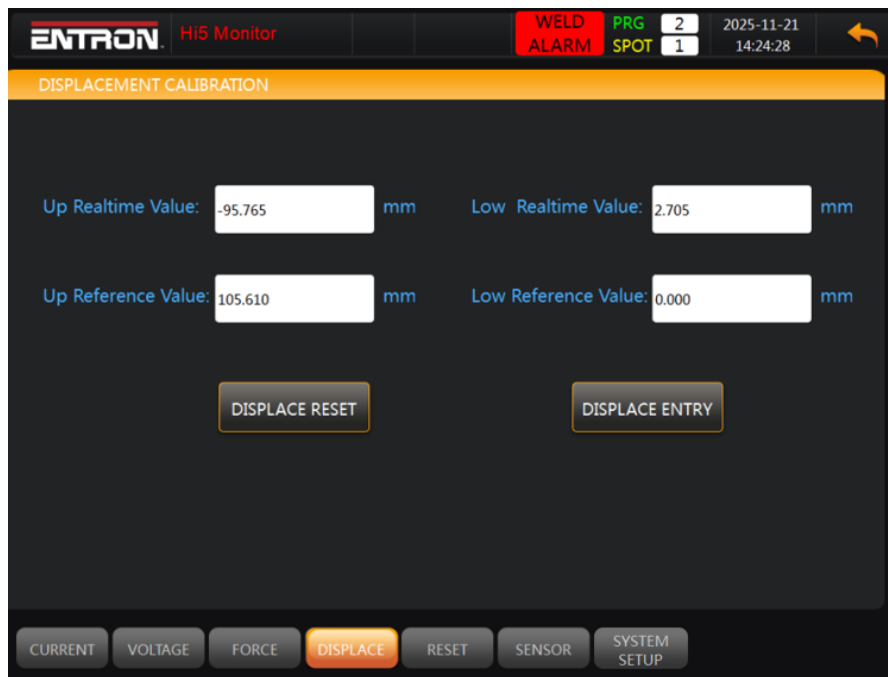 ENTRON. Hi5 Monitor WELD ALARM PRG 2 SPOT 1 2025-11-21 14:24:28
DISPLACEMENT CALIBRATION
Up Realtime Value: -95.765 mm Low Realtime Value: 2.705 mm
Up Reference Value: 105.610 mm Low Reference Value: 0.000 mm
DISPLACE RESET DISPLACE ENTRY
CURRENT VOLTAGE FORCE DISPLACE RESET SENSOR SYSTEM SETUP